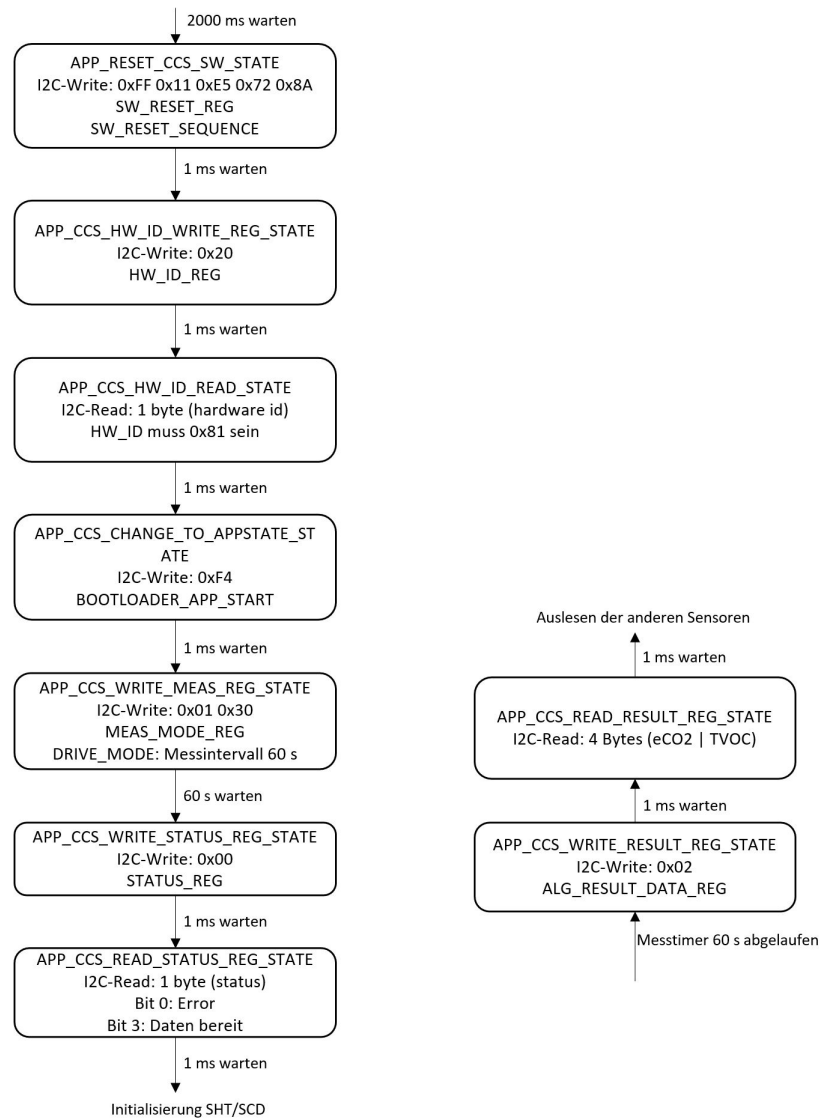 2000 ms warten
APP_RESET_CCS_SW_STATE
I2C-Write: 0xFF 0x11 0xE5 0x72 0x8A
SW_RESET_REG
SW_RESET_SEQUENCE
1 ms warten
APP_CCS_HW_ID_WRITE_REG_STATE
I2C-Write: 0x20
HW_ID_REG
1 ms warten
APP_CCS_HW_ID_READ_STATE
I2C-Read: 1 byte (hardware id)
HW_ID muss 0x81 sein
1 ms warten
APP_CCS_CHANGE_TO_APPSTATE_ST
ATE
I2C-Write: 0xF4
BOOTLOADER_APP_START
1 ms warten
APP_CCS_WRITE_MEAS_REG_STATE
I2C-Write: 0x01 0x30
MEAS_MODE_REG
DRIVE_MODE: Messintervall 60 s
60 s warten
APP_CCS_WRITE_STATUS_REG_STATE
I2C-Write: 0x00
STATUS_REG
1 ms warten
APP_CCS_READ_STATUS_REG_STATE
I2C-Read: 1 byte (status)
Bit 0: Error
Bit 3: Daten bereit
1 ms warten
Initialisierung SHT/SCD
Auslesen der anderen Sensoren
1 ms warten
APP_CCS_READ_RESULT_REG_STATE
I2C-Read: 4 Bytes (eCO2 | TVOC)
1 ms warten
APP_CCS_WRITE_RESULT_REG_STATE
I2C-Write: 0x02
ALG_RESULT_DATA_REG
Messtimer 60 s abgelaufen